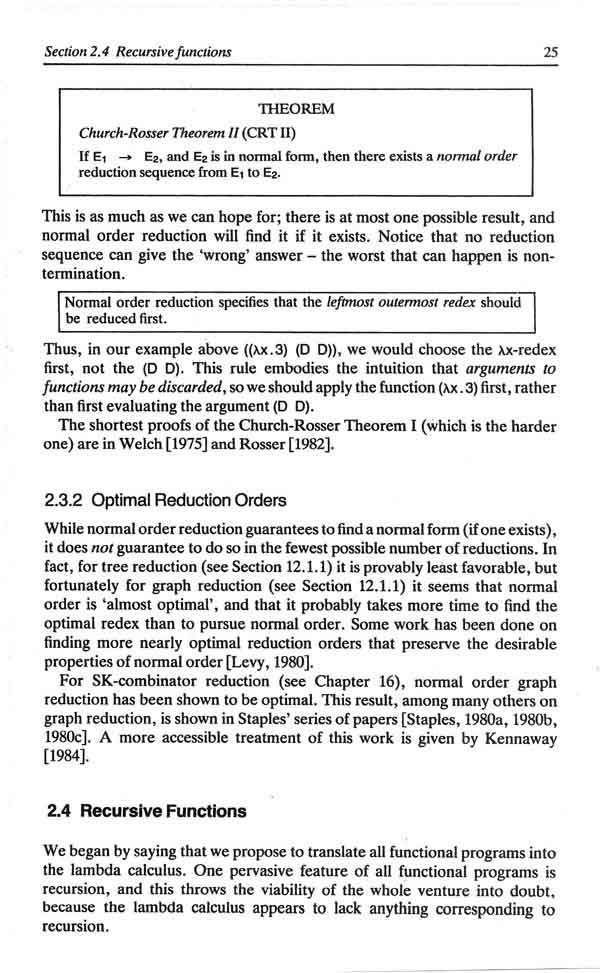 Section 2.4 Recursive functions 25
THEOREM
Church-Rosser Theorem II (CRT II)
If E₁ → E₂, and E₂ is in normal form, then there exists a normal order
reduction sequence from E₁ to E₂.
This is as much as we can hope for; there is at most one possible result, and
normal order reduction will find it if it exists. Notice that no reduction
sequence can give the ‘wrong’ answer – the worst that can happen is non-
termination.
Normal order reduction specifies that the leftmost outermost redex should
be reduced first.
Thus, in our example above ((λx.3) (D D)), we would choose the λx-redex
first, not the (D D). This rule embodies the intuition that arguments to
functions may be discarded, so we should apply the function (λx.3) first, rather
than first evaluating the argument (D D).
The shortest proofs of the Church-Rosser Theorem I (which is the harder
one) are in Welch [1975] and Rosser [1982].
2.3.2 Optimal Reduction Orders
While normal order reduction guarantees to find a normal form (if one exists),
it does not guarantee to do so in the fewest possible number of reductions. In
fact, for tree reduction (see Section 12.1.1) it is provably least favorable, but
fortunately for graph reduction (see Section 12.1.1) it seems that normal
order is ‘almost optimal’, and that it probably takes more time to find the
optimal redex than to pursue normal order. Some work has been done on
finding more nearly optimal reduction orders that preserve the desirable
properties of normal order [Levy, 1980].
For SK-combinator reduction (see Chapter 16), normal order graph
reduction has been shown to be optimal. This result, among many others on
graph reduction, is shown in Staples’ series of papers [Staples, 1980a, 1980b,
1980c]. A more accessible treatment of this work is given by Kennaway
[1984].
2.4 Recursive Functions
We began by saying that we propose to translate all functional programs into
the lambda calculus. One pervasive feature of all functional programs is
recursion, and this throws the viability of the whole venture into doubt,
because the lambda calculus appears to lack anything corresponding to
recursion.